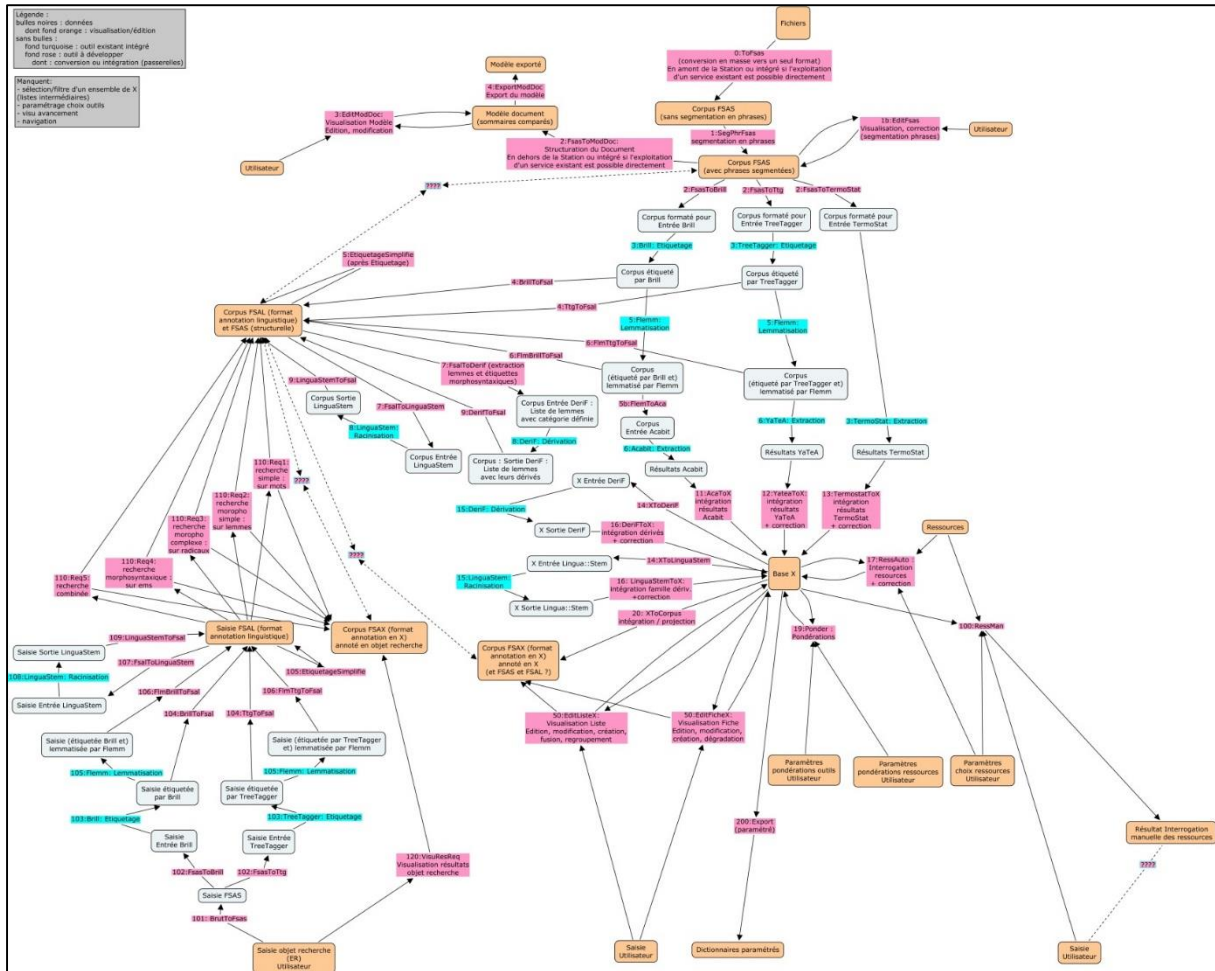 Légende :
bulles noires : données
dont fond orange : visualisation/édition
sans bulles :
fond turquoise : outil existant intégré
fond rose : outil à développer
dont : conversion ou intégration (passerelles)
Manquent:
- sélection/filtre d'un ensemble de X
(listes intermédiaires)
- paramétrage choix outils
- visu avancement
- navigation
Fichiers
0:ToFsas
(conversion en masse vers un seul format)
En amont de la Station ou intégré si l'exploitation
d'un service existant est possible directement
Modèle exporté
4:ExportModDoc
Export du modèle
3:EditModDoc:
Visualisation Modèle
Edition, modification
Modèle document
(sommaires comparés)
Corpus FSAS
(sans segmentation en phrases)
1b:EditFsas
Visualisation, correction
(segmentation phrases)
Utilisateur
1:SegPhrFsas
segmentation en phrases
2:FsasToModDoc:
Structuration du Document
En dehors de la Station ou intégré si l'exploitation
d'un service existant est possible directement
Utilisateur
Corpus FSAS
(avec phrases segmentées)
????
2:FsasToBrill
2:FsasToTtg
2:FsasToTermoStat
Corpus formaté pour
Entrée Brill
Corpus formaté pour
Entrée TreeTagger
Corpus formaté pour
Entrée TermoStat
3:Brill: Etiquetage
3:TreeTagger: Etiquetage
5:EtiquetageSimplifie
(après Etiquetage)
Corpus étiqueté
par Brill
Corpus étiqueté
par TreeTagger
4:BrillToFsal
4:TtgToFsal
Corpus FSAL (format
annotation linguistique)
et FSAS (structurelle)
5:Flemm:
Lemmatisation
5:Flemm:
Lemmatisation
6:FlmTtgToFsal
6:FlmBrillToFsal
7:FsalToDerif (extraction
lemmes et étiquettes
morphosyntaxiques)
Corpus
(étiqueté par Brill et)
lemmatisé par Flemm
Corpus
(étiqueté par TreeTagger et)
lemmatisé par Flemm
9:LinguaStemToFsal
Corpus Sortie
LinguaStem
7:FsalToLinguaStem
9:DerifToFsal
Corpus Entrée DeriF :
Liste de lemmes
avec catégorie définie
5b:FlemToAca
Corpus
Entrée Acabit
6:YaTeA: Extraction
3:TermoStat: Extraction
8:LinguaStem:
Racinisation
8:DeriF: Dérivation
6:Acabit: Extraction
Corpus Entrée
LinguaStem
Corpus : Sortie DeriF :
Liste de lemmes
avec leurs dérivés
Résultats Acabit
Résultats YaTeA
Résultats TermoStat
110:Req1:
recherche
simple :
sur mots
????
X Entrée DeriF
11:AcaToX:
intégration
résultats
Acabit
12:YateaToX:
intégration
résultats
YaTeA
+ correction
13:TermostatToX:
intégration
résultats
TermoStat
+ correction
110:Req2:
recherche
moropho
simple :
sur lemmes
14:XToDeriF
15:DeriF: Dérivation
110:Req3:
recherche
moropho
complexe :
sur radicaux
X Sortie DeriF
16:DeriFToX:
intégration dérivés
+ correction
Ressources
????
X Entrée Lingua::Stem
14:XToLinguaStem
Base X
17:RessAuto :
Interrogation
resources
+ correction
110:Req4:
recherche
morphosyntaxique :
sur ems
110:Req5:
recherche
combinée
15:LinguaStem:
Racinisation
16: LinguaStemToX:
intégration famille dériv.
+correction
X Sortie Lingua::Stem
20: XToCorpus
intégration / projection
19:Ponder :
Pondérations
100:RessMan
109:LinguaStemToFsal
Saisie FSAL (format
annotation linguistique)
Corpus FSAX (format
annotation en X)
annoté en objet recherche
Saisie Sortie LinguaStem
107:FsalToLinguaStem
105:EtiquetageSimplifie
Corpus FSAX (format
annotation en X)
annoté en X
(et FSAS et FSAL ?)
108:LinguaStem: Racinisation
106:FlmBrillToFsal
106:FlmTtgToFsal
Saisie Entrée LinguaStem
104:BrillToFsal
104:TtgToFsal
50:EditListeX:
Visualisation Liste
Edition, modification, création,
fusion, regroupement
50:EditFicheX:
Visualisation Fiche
Edition, modification,
création, dégradation
Saisie (étiquetée Brill et)
lemmatisée par Flemm
Saisie (étiquetée par TreeTagger
et) lemmatisée par Flemm
105:Flemm: Lemmatisation
105:Flemm: Lemmatisation
Paramètres
pondérations outils
Utilisateur
Paramètres
pondérations ressources
Utilisateur
Paramètres
choix ressources
Utilisateur
Saisie étiquetée
par Brill
Saisie étiquetée
par TreeTagger
103:Brill: Etiquetage
103:TreeTagger: Etiquetage
200:Export
(paramétré)
Résultat Interrogation
manuelle des ressources
Saisie
Entrée Brill
Saisie Entrée
TreeTagger
????
102:FsasToBrill
102:FsasToTtg
120:VisuResReq
Visualisation résultats
objet recherche
Saisie FSAS
101: BrutToFsas
Saisie objet recherche
(ER)
Utilisateur
Saisie
Utilisateur
Dictionnaires paramétrés
Saisie
Utilisateur